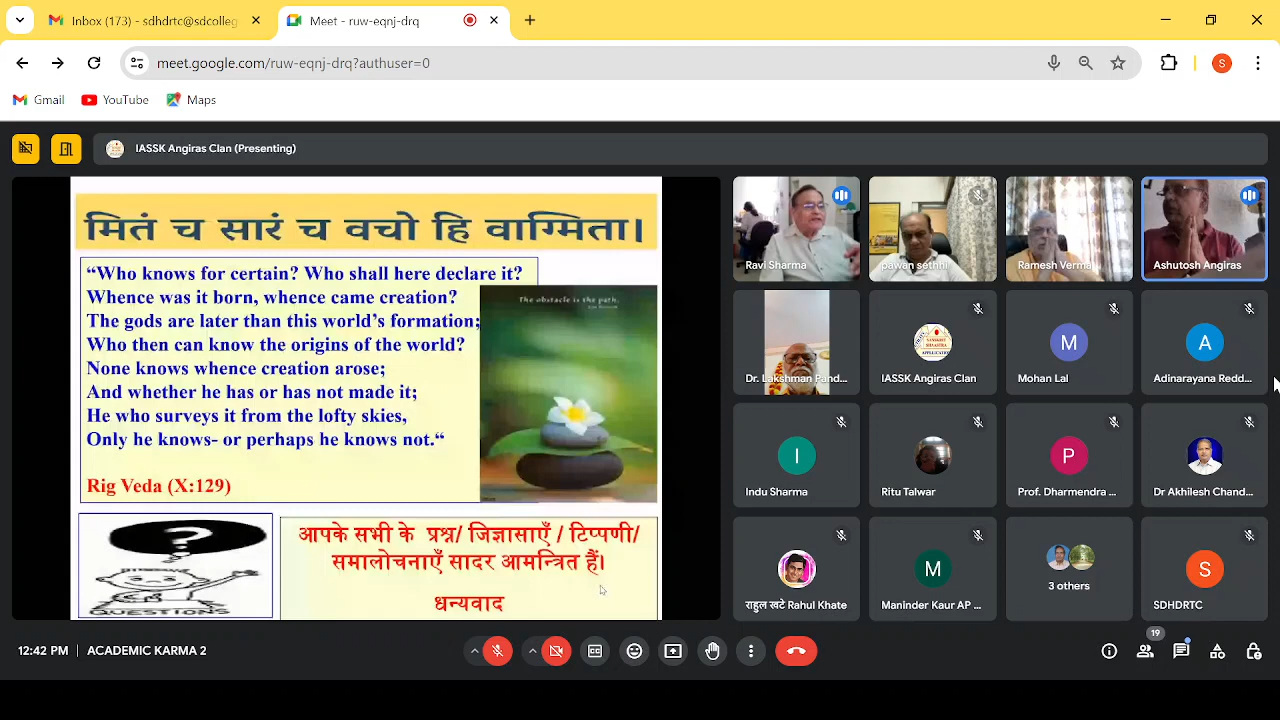 Inbox (173) - sdhdrtc@sdcolleg
Meet - ruw-eqnj-drq
meet.google.com/ruw-eqnj-drq?authuser=0
S
Gmail
YouTube
Maps
IASSK Angiras Clan (Presenting)
मितं च सारं च वचो हि वाग्मिता।
“Who knows for certain? Who shall here declare it?
Whence was it born, whence came creation?
The gods are later than this world’s formation;
Who then can know the origins of the world?
None knows whence creation arose;
And whether he has or has not made it;
He who surveys it from the lofty skies,
Only he knows- or perhaps he knows not.“
Rig Veda (X:129)
The obstacle is the path.
?
QUESTIONS
आपके सभी के प्रश्न/ जिज्ञासाएँ / टिप्पणी/
समालोचनाएँ सादर आमन्त्रित हैं।
धन्यवाद
Ravi Sharma
pawan sethhi
Ramesh Verma
Ashutosh Angiras
Dr. Lakshman Pand...
IASSK Angiras Clan
M
Mohan Lal
A
Adinarayana Redd...
I
Indu Sharma
Ritu Talwar
P
Prof. Dharmendra ...
Dr Akhilesh Chand...
राहुल खटे Rahul Khate
M
Maninder Kaur AP ...
3 others
S
SDHDRTC
12:42 PM | ACADEMIC KARMA 2
19